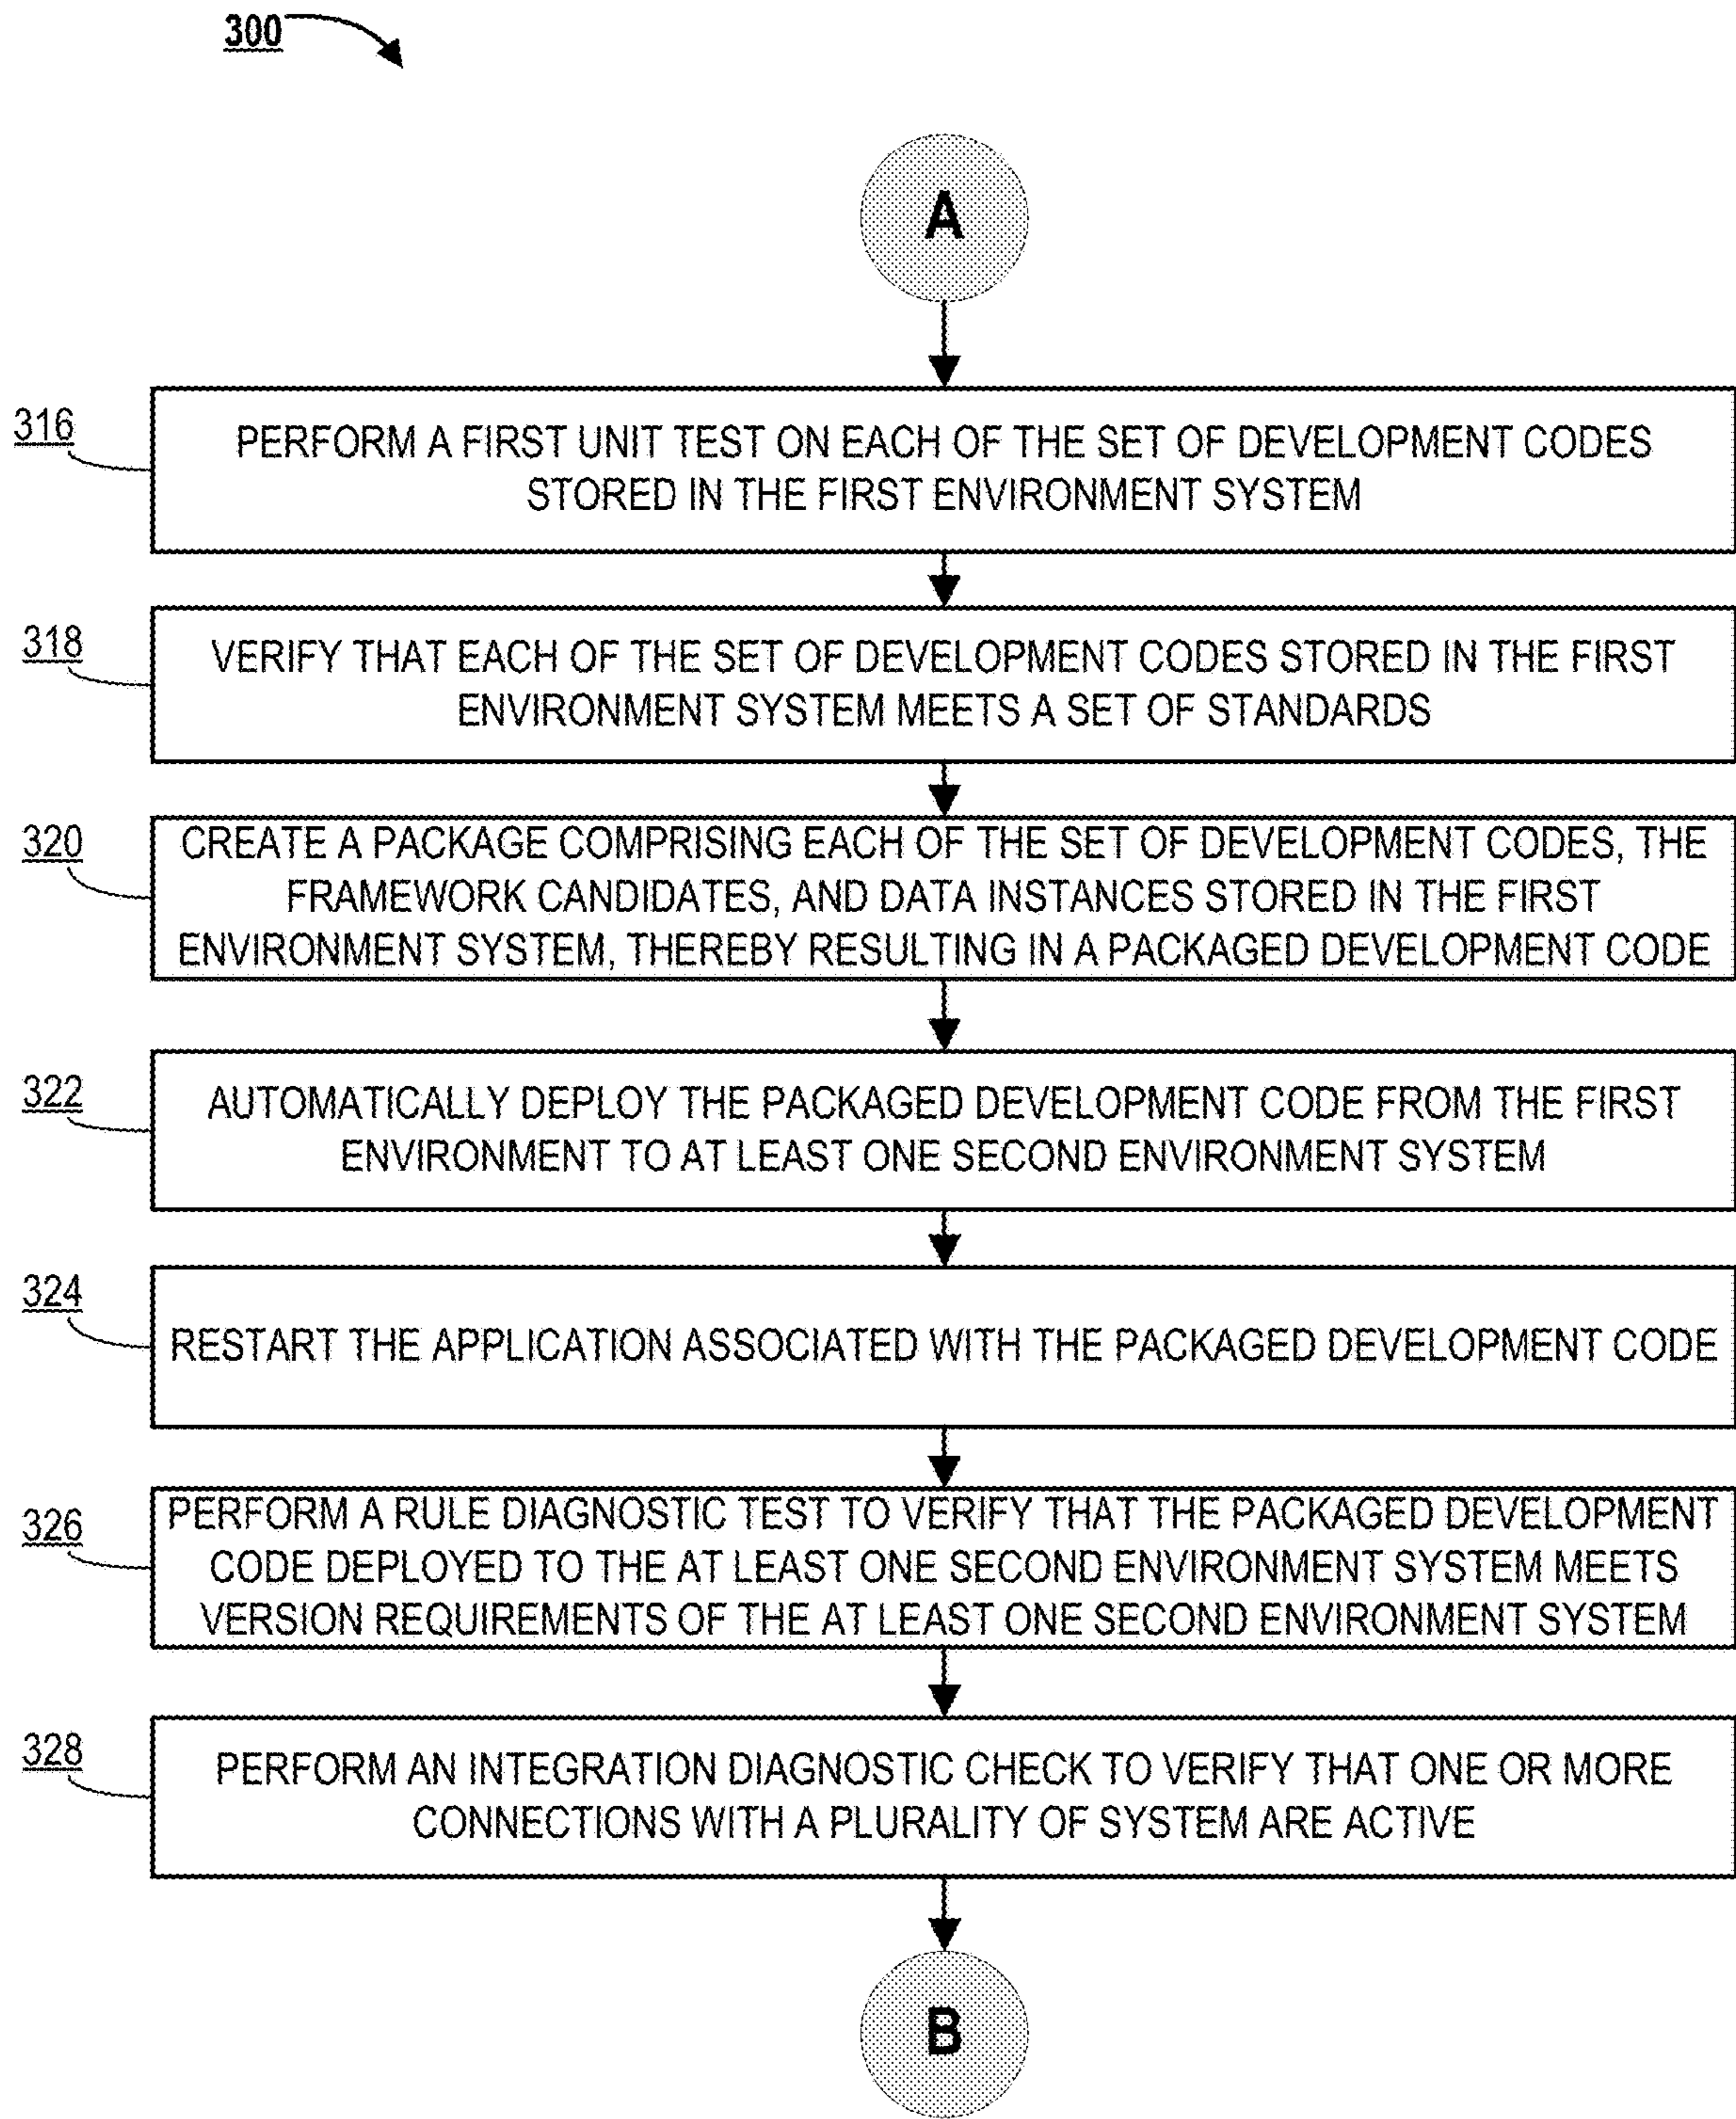 300
A
316
PERFORM A FIRST UNIT TEST ON EACH OF THE SET OF DEVELOPMENT CODES
STORED IN THE FIRST ENVIRONMENT SYSTEM
318
VERIFY THAT EACH OF THE SET OF DEVELOPMENT CODES STORED IN THE FIRST
ENVIRONMENT SYSTEM MEETS A SET OF STANDARDS
320
CREATE A PACKAGE COMPRISING EACH OF THE SET OF DEVELOPMENT CODES, THE
FRAMEWORK CANDIDATES, AND DATA INSTANCES STORED IN THE FIRST
ENVIRONMENT SYSTEM, THEREBY RESULTING IN A PACKAGED DEVELOPMENT CODE
322
AUTOMATICALLY DEPLOY THE PACKAGED DEVELOPMENT CODE FROM THE FIRST
ENVIRONMENT TO AT LEAST ONE SECOND ENVIRONMENT SYSTEM
324
RESTART THE APPLICATION ASSOCIATED WITH THE PACKAGED DEVELOPMENT CODE
326
PERFORM A RULE DIAGNOSTIC TEST TO VERIFY THAT THE PACKAGED DEVELOPMENT
CODE DEPLOYED TO THE AT LEAST ONE SECOND ENVIRONMENT SYSTEM MEETS
VERSION REQUIREMENTS OF THE AT LEAST ONE SECOND ENVIRONMENT SYSTEM
328
PERFORM AN INTEGRATION DIAGNOSTIC CHECK TO VERIFY THAT ONE OR MORE
CONNECTIONS WITH A PLURALITY OF SYSTEM ARE ACTIVE
B